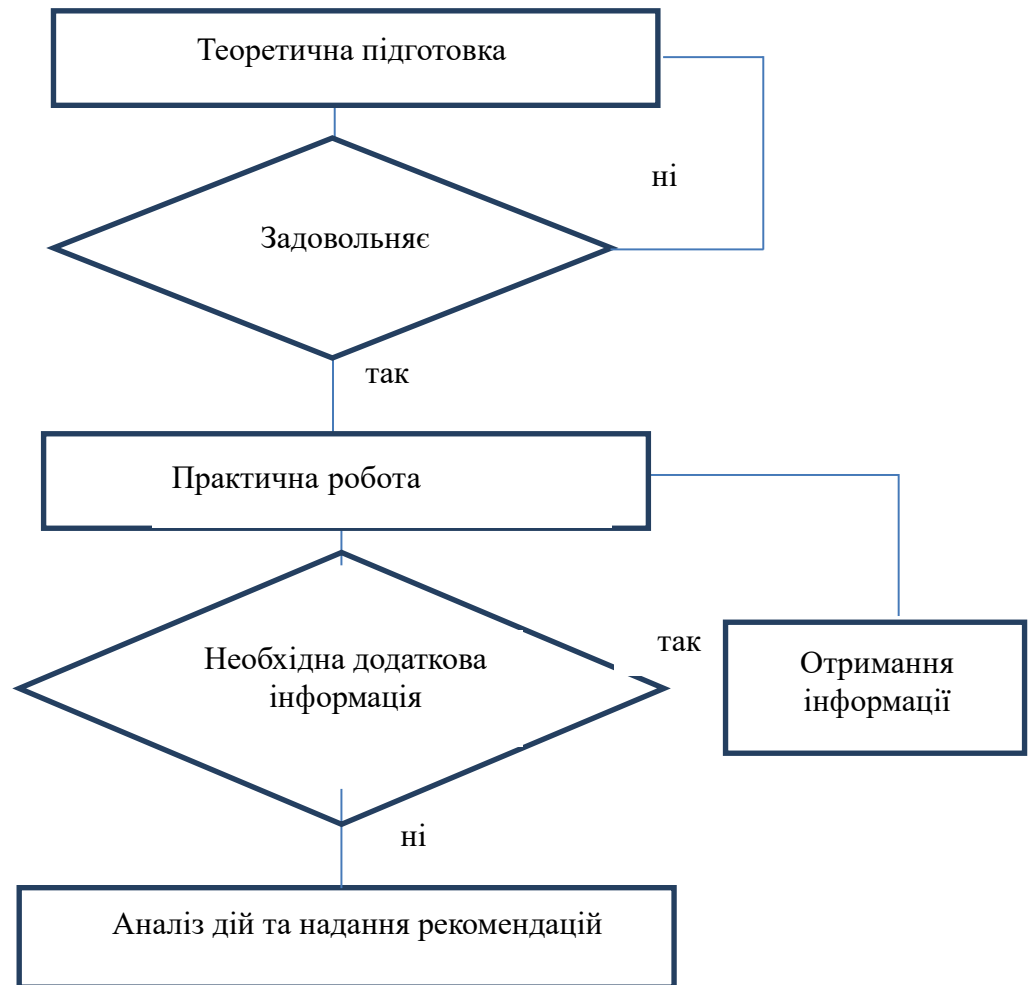 Теоретична підготовка
ні
Задовольняє
так
Практична робота
так
Необхідна додаткова
інформація
Отримання
інформації
ні
Аналіз дій та надання рекомендацій